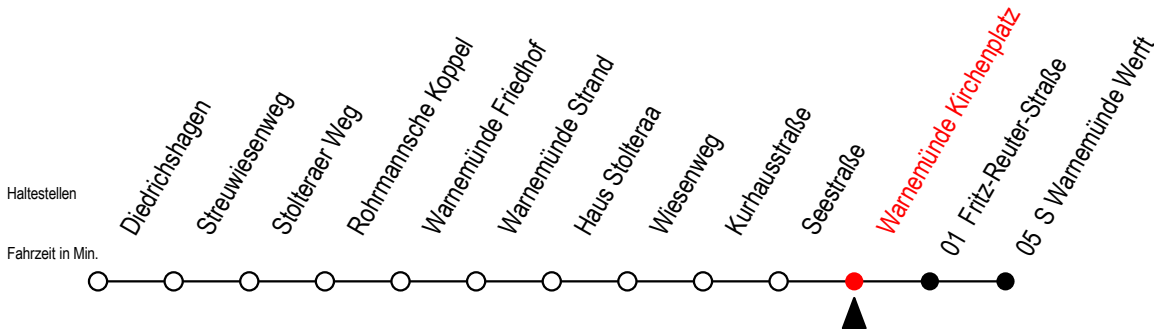 Haltestellen
Fahrzeit in Min.
Diedrichshagen
Streuwiesenweg
Stolteraer Weg
Rohrmannsche Koppel
Warnemünde Friedhof
Warnemünde Strand
Haus Stolteraa
Wiesenweg
Kurhausstraße
Seestraße
Warnemünde Kirchenplatz
01 Fritz-Reuter-Straße
05 S Warnemünde Werft